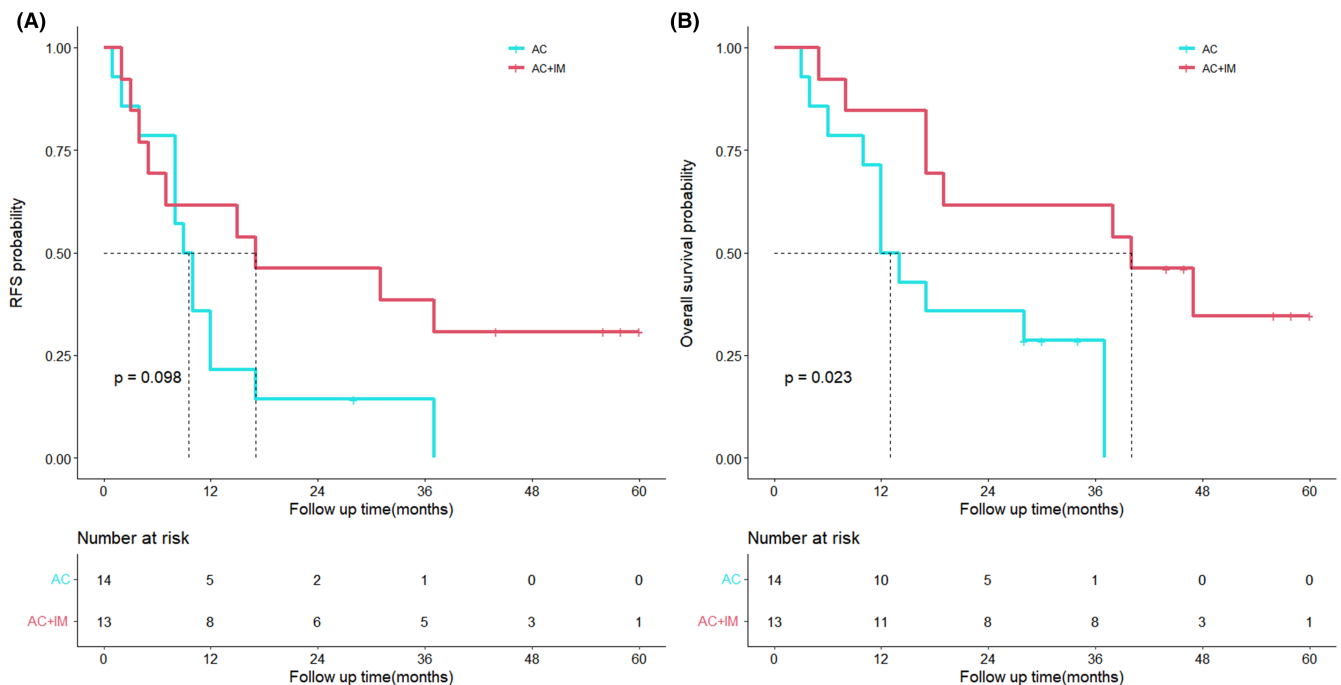 (A)
AC
AC+IM
1.00
0.75
0.50
0.25
0.00
RFS probability
p = 0.098
0 12 24 36 48 60
Follow up time(months)
Number at risk
AC 14 5 2 1 0 0
AC+IM 13 8 6 5 3 1
0 12 24 36 48 60
Follow up time(months)
(B)
AC
AC+IM
1.00
0.75
0.50
0.25
0.00
Overall survival probability
p = 0.023
0 12 24 36 48 60
Follow up time(months)
Number at risk
AC 14 10 5 1 0 0
AC+IM 13 11 8 8 3 1
0 12 24 36 48 60
Follow up time(months)